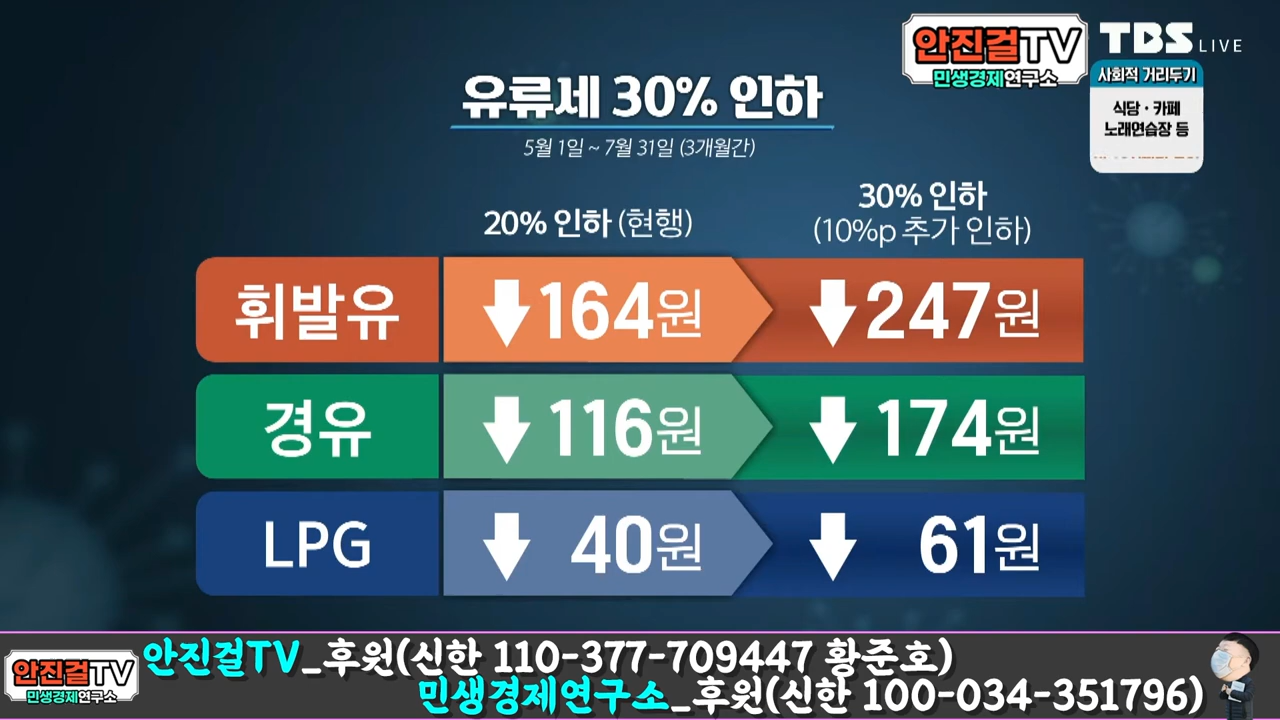 안진걸TV
민생경제연구소
TBS LIVE
사회적 거리두기
식당·카페
노래연습장 등
유류세 30% 인하
5월 1일 ~ 7월 31일 (3개월간)
20% 인하 (현행)
30% 인하
(10%p 추가 인하)
휘발유 164원 247원
경유 116원 174원
LPG 40원 61원
안진걸TV
민생경제연구소
안진걸TV_후원(신한 110-377-709447 황준호)
민생경제연구소_후원(신한 100-034-351796)